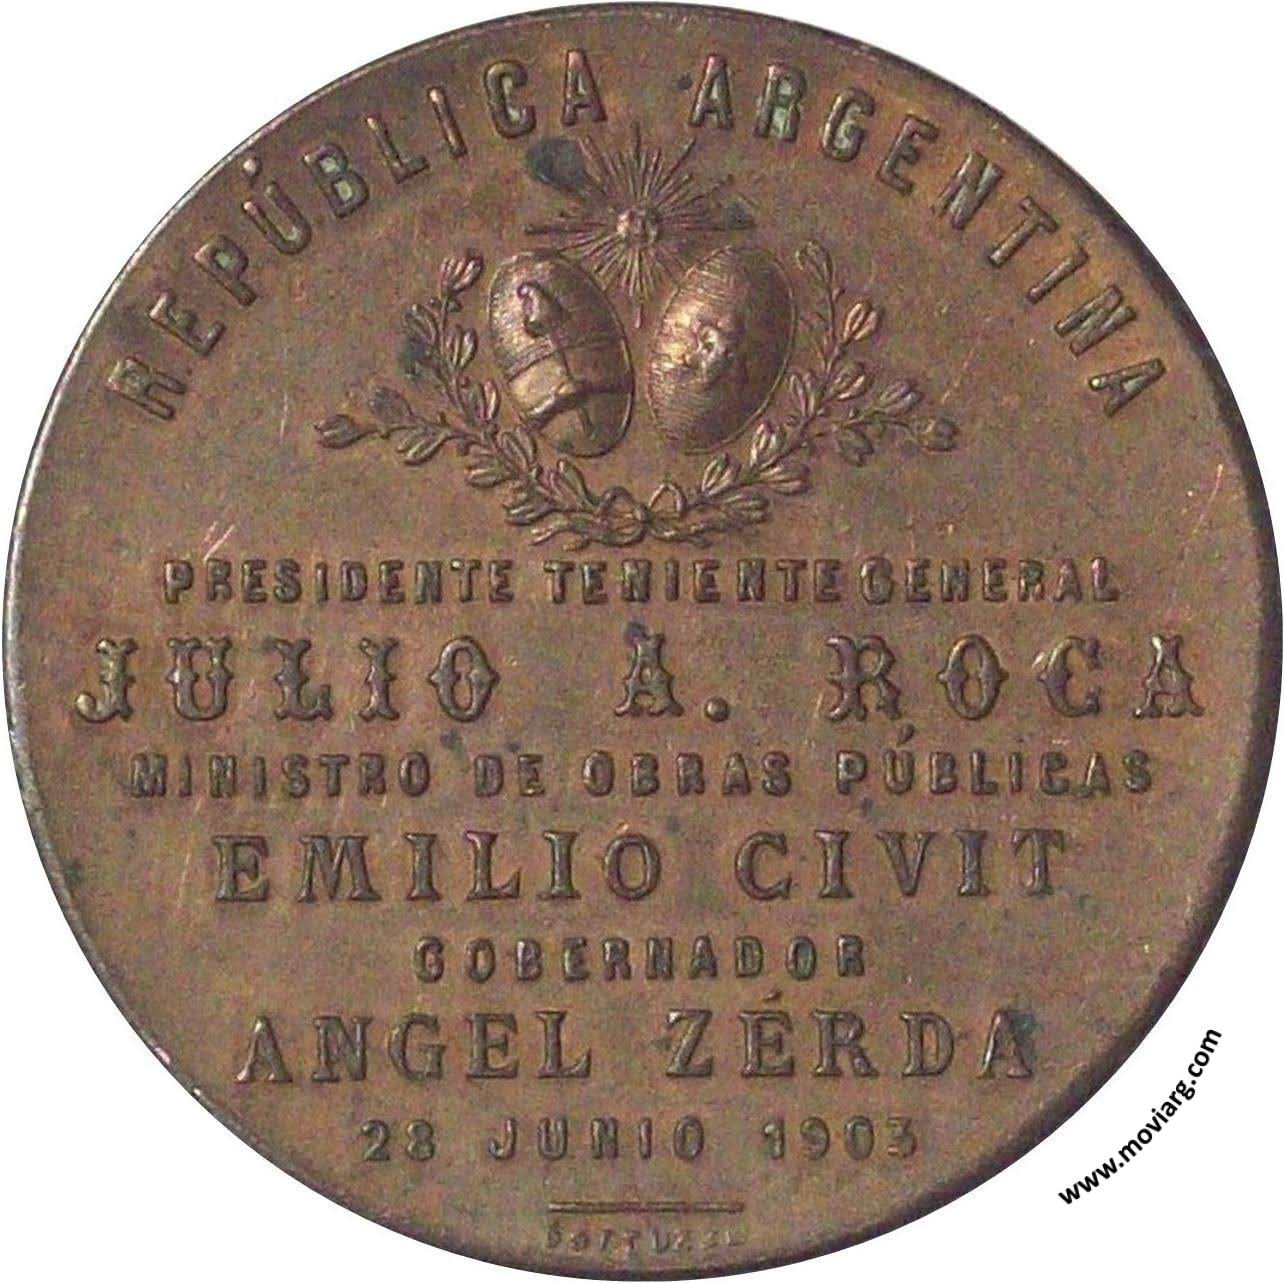 REPÚBLICA ARGENTINA
PRESIDENTE TENIENTE GENERAL
JULIO A. ROCA
MINISTRO DE OBRAS PÚBLICAS
EMILIO CIVIT
GOBERNADOR
ANGEL ZÉRDA
28 JUNIO 1903
www.moviarg.com